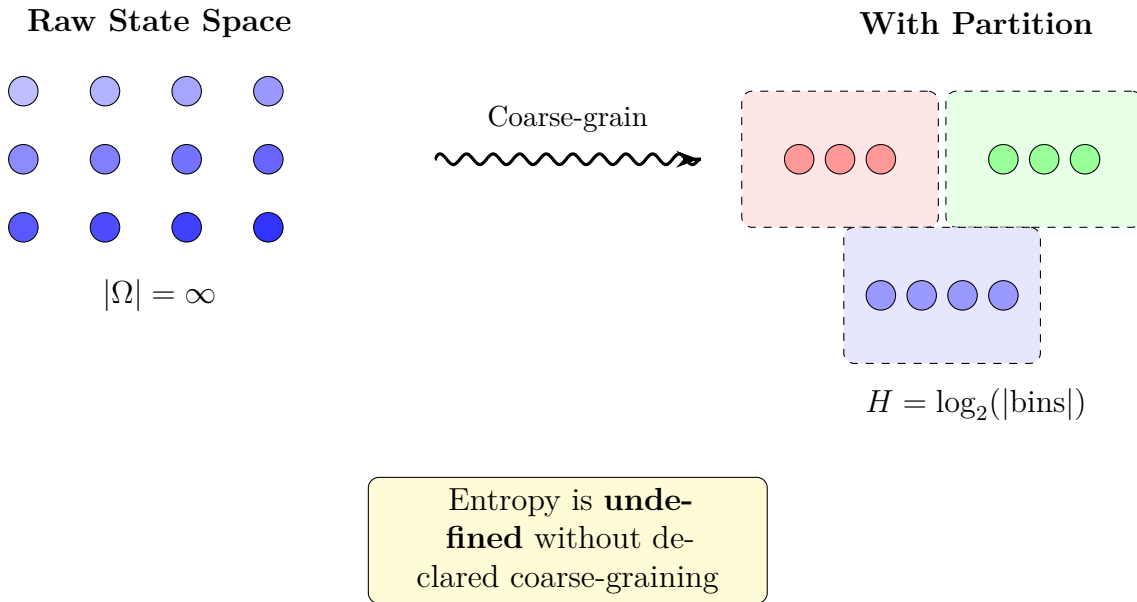 Raw State Space
With Partition
Coarse-grain
|Ω| = ∞
H = log₂(|bins|)
Entropy is unde-
fined without de-
clared coarse-graining